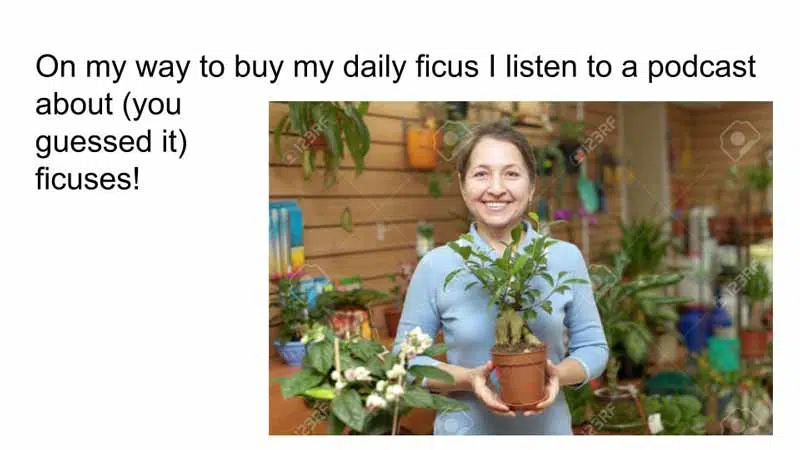 On my way to buy my daily ficus I listen to a podcast
about (you
guessed it)
ficuses!
123RF
123RF
123RF
123RF
123RF